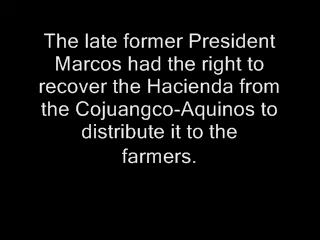 The late former President
Marcos had the right to
recover the Hacienda from
the Cojuangco-Aquinos to
distribute it to the
farmers.